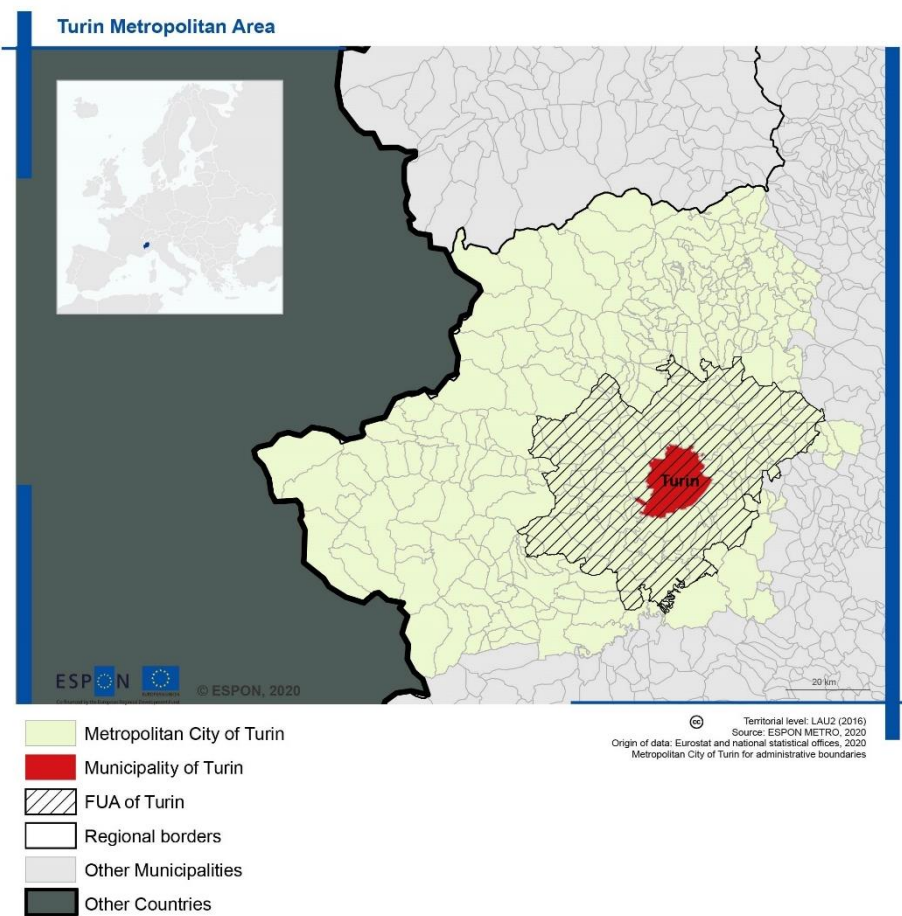 Turin Metropolitan Area
Turin
ESPON
© ESPON, 2020
20 km
Metropolitan City of Turin
Municipality of Turin
FUA of Turin
Regional borders
Other Municipalities
Other Countries
cc
Territorial level: LAU2 (2016)
Source: ESPON METRO, 2020
Origin of data: Eurostat and national statistical offices, 2020
Metropolitan City of Turin for administrative boundaries